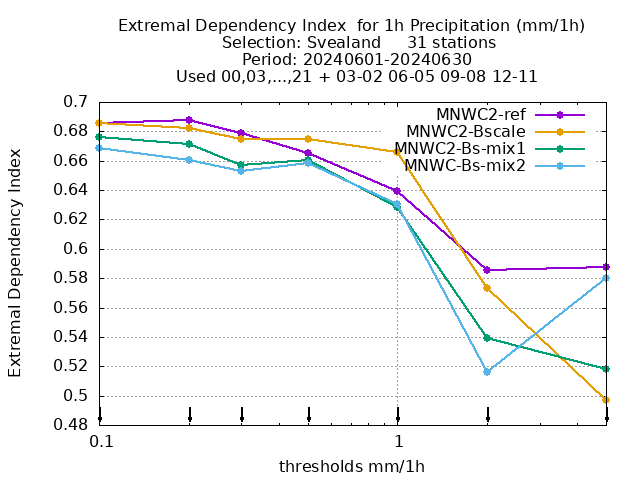 Extremal Dependency Index  for 1h Precipitation (mm/1h)
Selection: Svealand     31 stations
Period: 20240601-20240630
Used 00,03,...,21 + 03-02 06-05 09-08 12-11
MNWC2-ref
MNWC2-Bscale
MNWC2-Bs-mix1
MNWC-Bs-mix2
Extremal Dependency Index
0.7
0.68
0.66
0.64
0.62
0.6
0.58
0.56
0.54
0.52
0.5
0.48
0.1
1
thresholds mm/1h